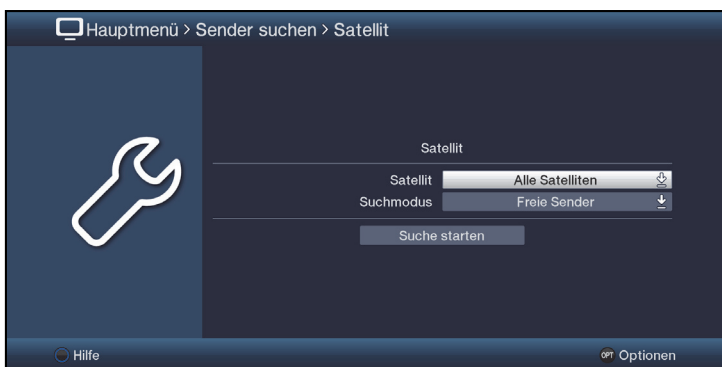 Hauptmenü > Sender suchen > Satellit
Satellit
Satellit Alle Satelliten
Suchmodus Freie Sender
Suche starten
Hilfe OPT Optionen